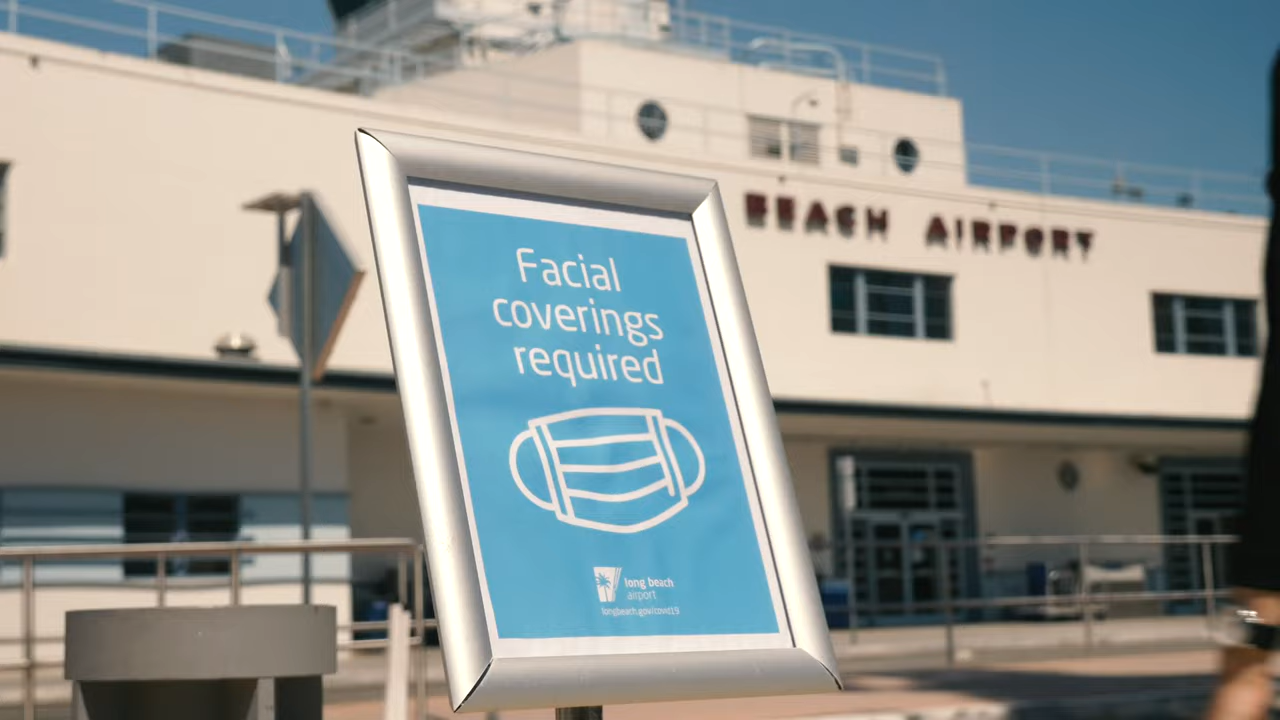 BEACH AIRPORT
Facial
coverings
required
long beach
airport
longbeach.gov/covid19